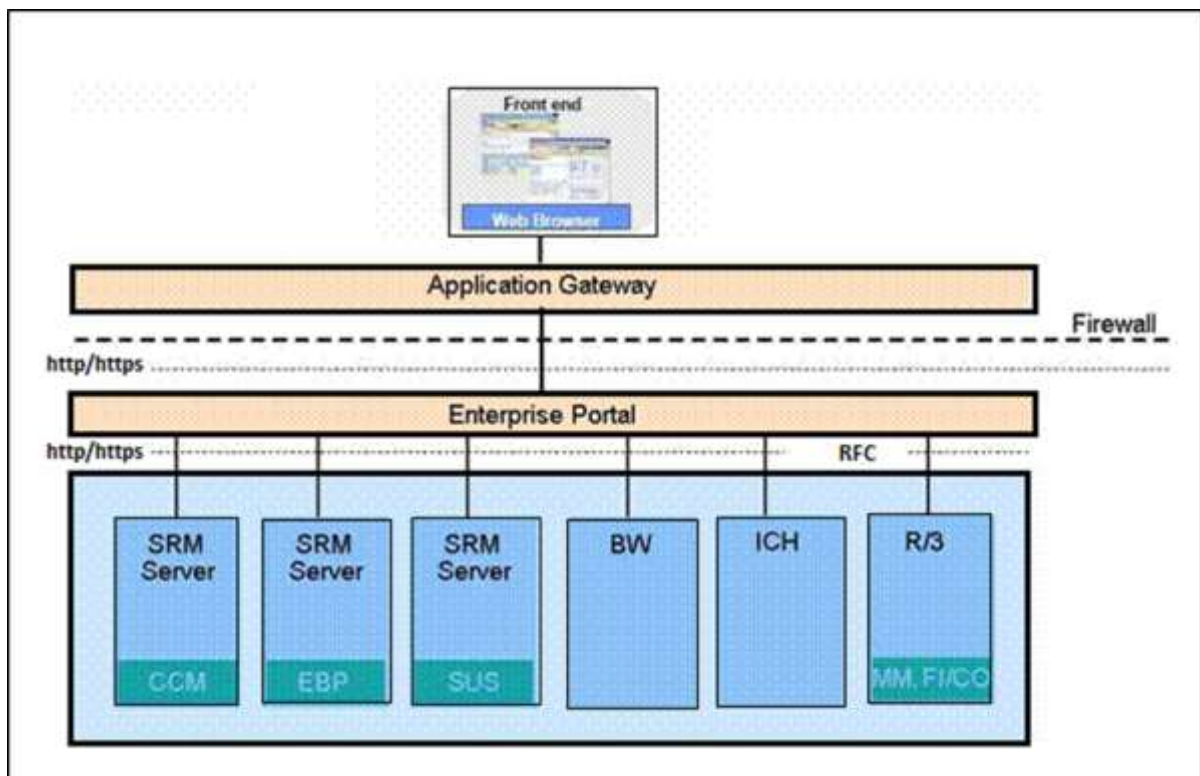 Front end
Web Browser
Application Gateway
Firewall
http/https
Enterprise Portal
http/https
RFC
SRM
Server
CCM
SRM
Server
EBP
SRM
Server
SUS
BW
ICH
R/3
MM. FI/CO